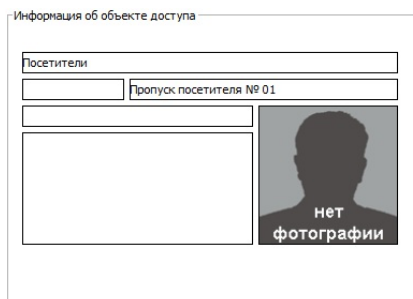 Информация об объекте доступа
Посетители
Пропуск посетителя № 01
нет
фотографии